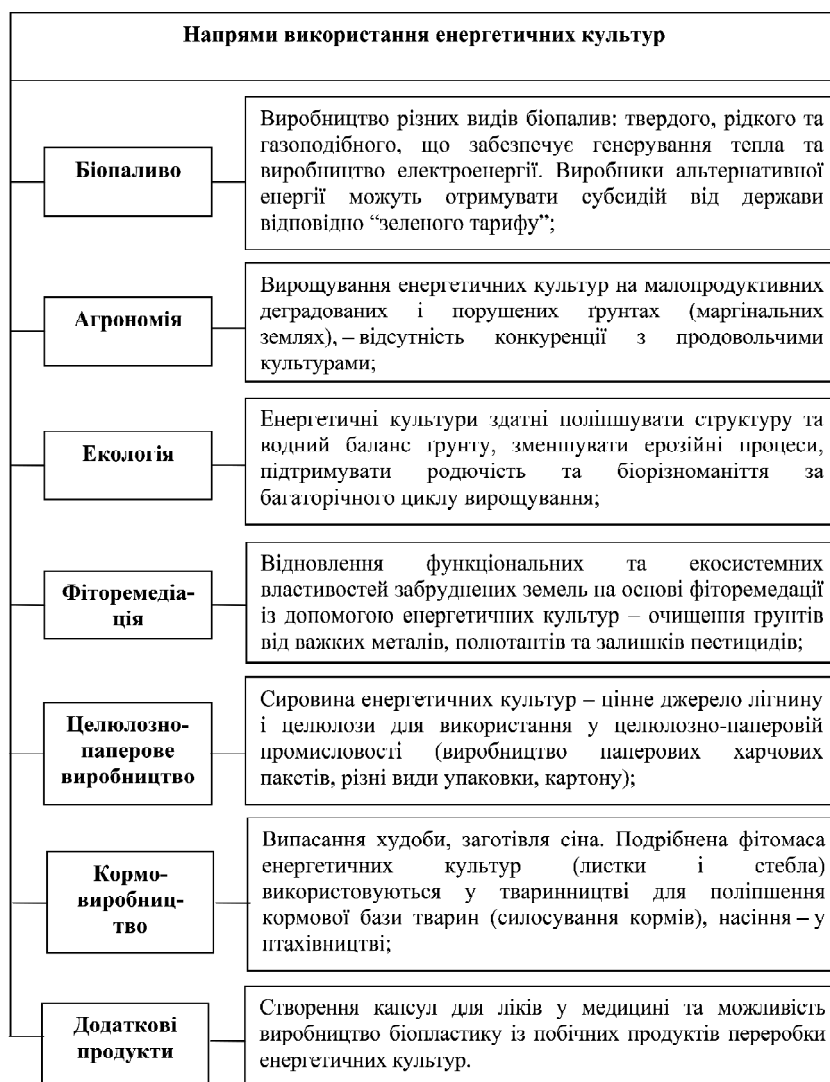 Напрями використання енергетичних культур
Біопаливо
Виробництво різних видів біопалив: твердого, рідкого та
газоподібного, що забезпечує генерування тепла та
виробництво електроенергії. Виробники альтернативної
енергії можуть отримувати субсидій від держави
відповідно “зеленого тарифу”;
Агрономія
Вирощування енергетичних культур на малопродуктивних
деградованих і порушених ґрунтах (маргінальних
землях), – відсутність конкуренції з продовольчими
культурами;
Екологія
Енергетичні культури здатні поліпшувати структуру та
водний баланс ґрунту, зменшувати ерозійні процеси,
підтримувати родючість та біорізноманіття за
багаторічного циклу вирощування;
Фіторемедіа-
ція
Відновлення функціональних та екосистемних
властивостей забруднених земель на основі фіторемедації
із допомогою енергетичних культур – очищення ґрунтів
від важких металів, полютантів та залишків пестицидів;
Целюлозно-
паперове
виробництво
Сировина енергетичних культур – цінне джерело лігнину
і целюлози для використання у целюлозно-паперовій
промисловості (виробництво паперових харчових
пакетів, різні види упаковки, картону);
Кормо-
виробниц-
тво
Випасання худоби, заготівля сіна. Подрібнена фітомаса
енергетичних культур (листки і стебла)
використовуються у тваринництві для поліпшення
кормової бази тварин (силосування кормів), насіння – у
птахівництві;
Додаткові
продукти
Створення капсул для ліків у медицині та можливість
виробництво біопластику із побічних продуктів переробки
енергетичних культур.